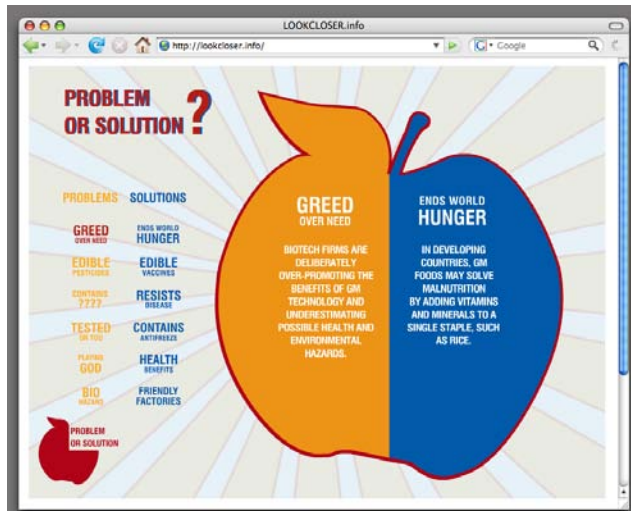 LOOKCLOSER.info
http://lookcloser.info/
Google
PROBLEM
OR SOLUTION ?
PROBLEMS SOLUTIONS
GREED
OVER NEED
ENDS WORLD
HUNGER
EDIBLE
PESTICIDES
EDIBLE
VACCINES
CONTAINS
????
RESISTS
DISEASE
TESTED
ON YOU
CONTAINS
ANTIFREEZE
PLAYING
GOD
HEALTH
BENEFITS
BIO
HAZARD
FRIENDLY
FACTORIES
PROBLEM
OR SOLUTION
GREED
OVER NEED
BIOTECH FIRMS ARE
DELIBERATELY
OVER-PROMOTING THE
BENEFITS OF GM
TECHNOLOGY AND
UNDERESTIMATING
POSSIBLE HEALTH AND
ENVIRONMENTAL
HAZARDS.
ENDS WORLD
HUNGER
IN DEVELOPING
COUNTRIES, GM
FOODS MAY SOLVE
MALNUTRITION
BY ADDING VITAMINS
AND MINERALS TO A
SINGLE STAPLE, SUCH
AS RICE.